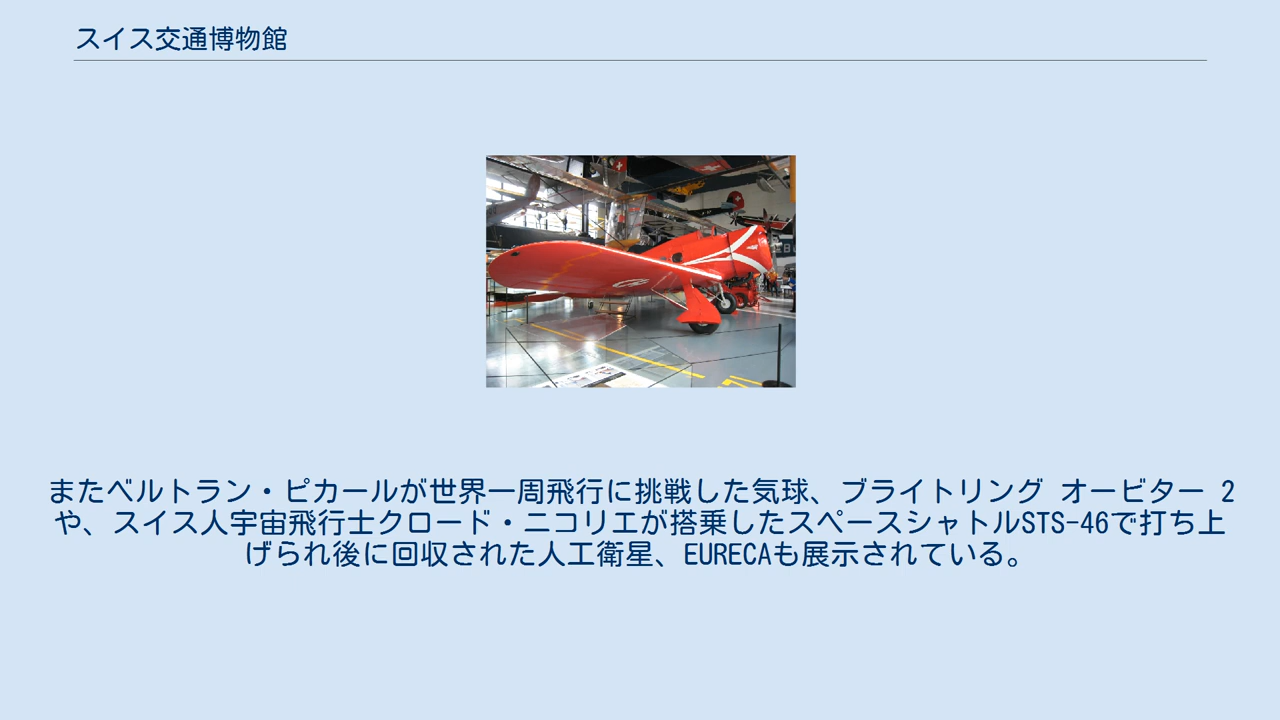 スイス交通博物館
またベルトラン・ピカールが世界一周飛行に挑戦した気球、ブライトリング オービター 2
や、スイス人宇宙飛行士クロード・ニコリエが搭乗したスペースシャトルSTS-46で打ち上
げられ後に回収された人工衛星、EURECAも展示されている。